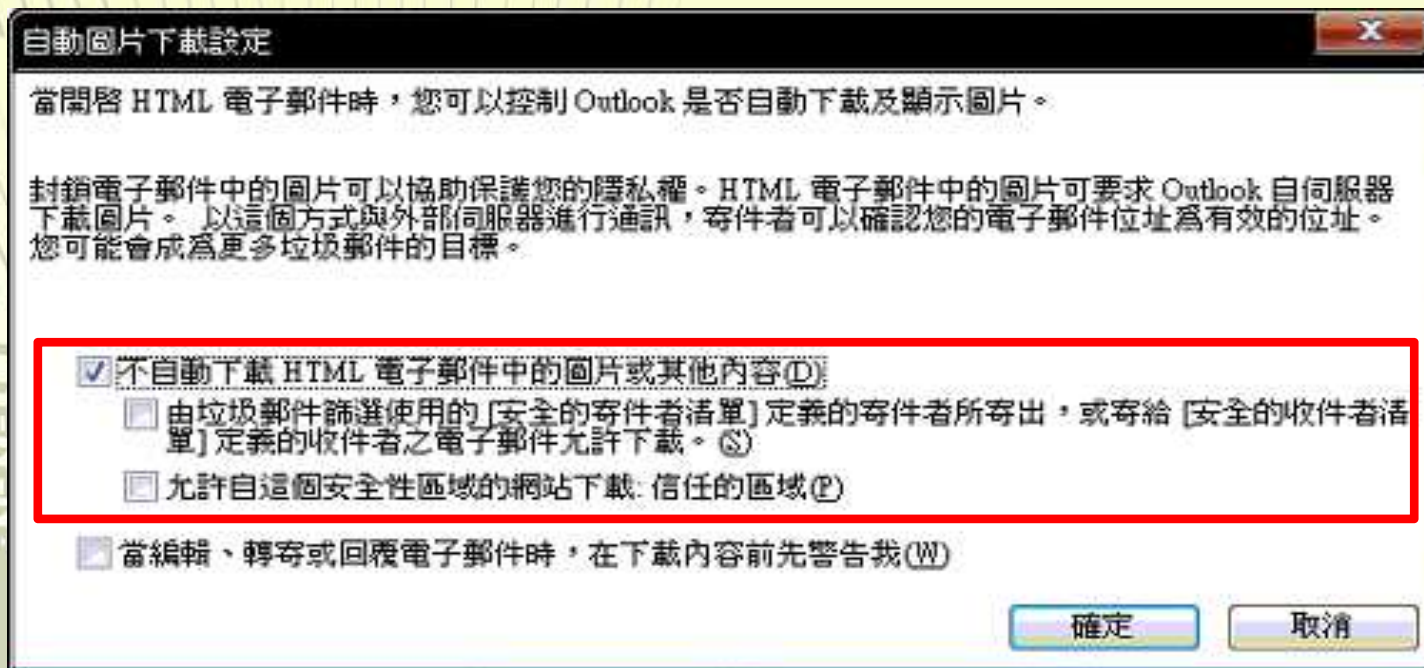 自動圖片下載設定
當開啓 HTML 電子郵件時，您可以控制 Outlook 是否自動下載及顯示圖片。
封鎖電子郵件中的圖片可以協助保護您的隱私權。HTML 電子郵件中的圖片可要求 Outlook 自伺服器
下載圖片。 以這個方式與外部伺服器進行通訊，寄件者可以確認您的電子郵件位址為有效的位址。
您可能會成為更多垃圾郵件的目標。
不自動下載 HTML 電子郵件中的圖片或其他內容(D)
由垃圾郵件篩選使用的 [安全的寄件者清單] 定義的寄件者所寄出，或寄給 [安全的收件者清
單] 定義的收件者之電子郵件允許下載。(S)
允許自這個安全性區域的網站下載: 信任的區域(P)
當編輯、轉寄或回覆電子郵件時，在下載內容前先警告我(W)
確定 取消